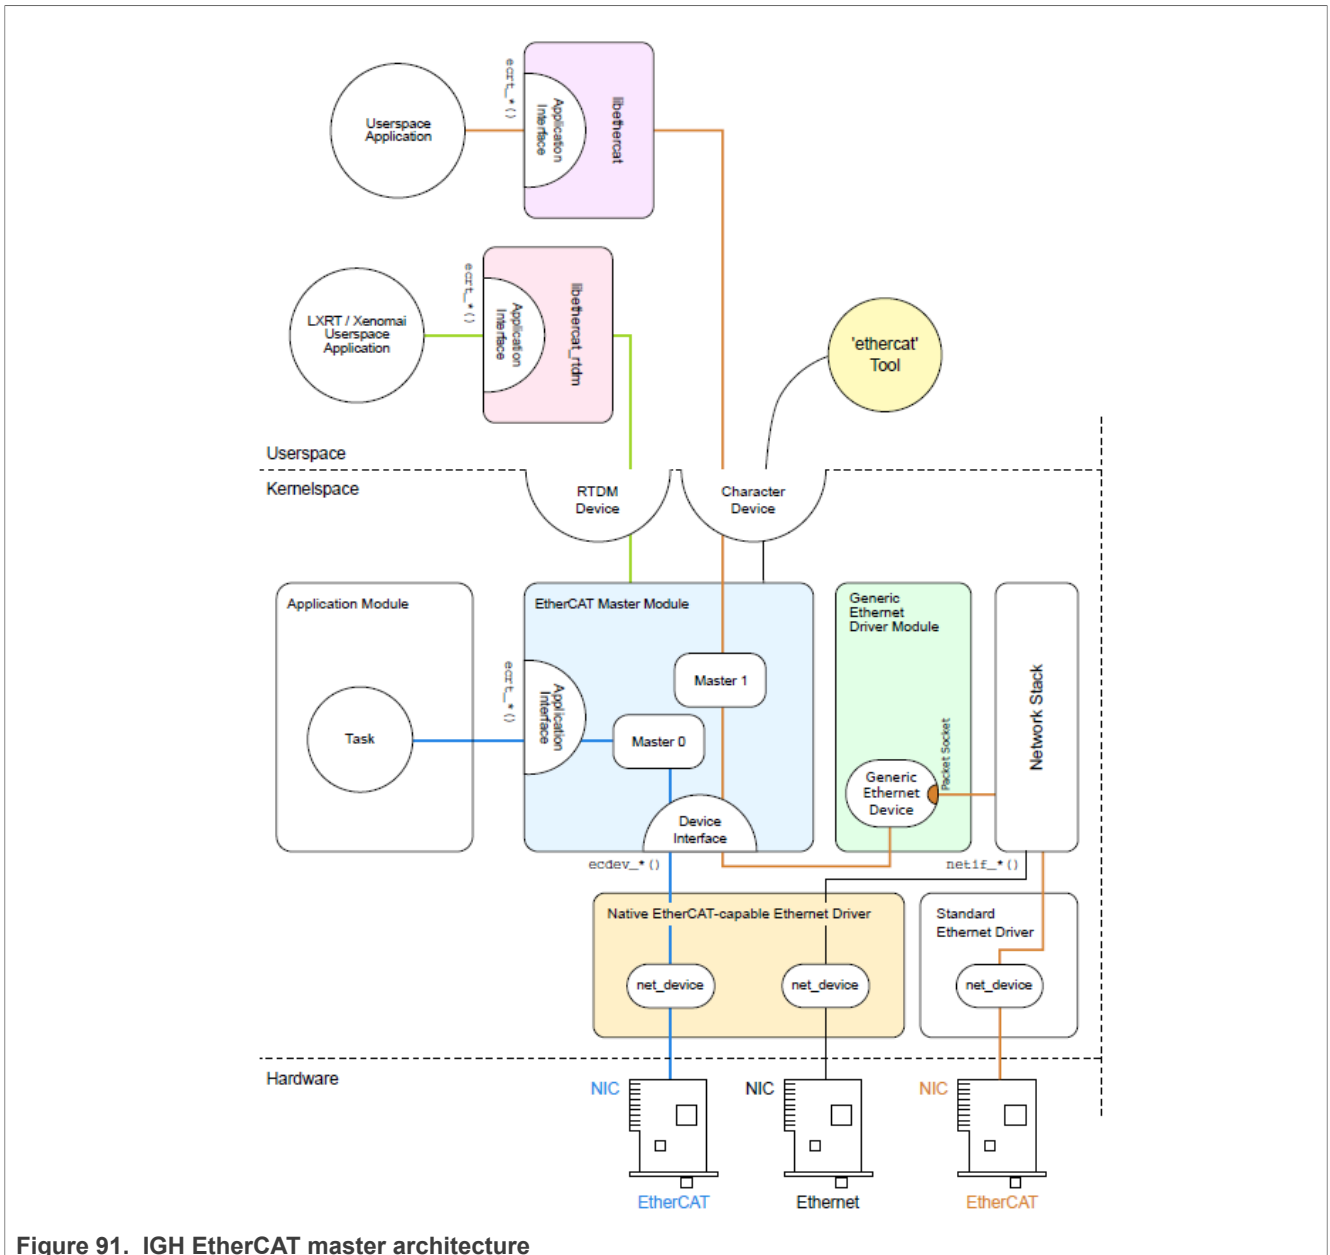 ecrt_*()
Application
Interface
libethercat
Userspace
Application
ecrt_*()
Application
Interface
libethercat_rtdm
LXRT / Xenomai
Userspace
Application
'ethercat'
Tool
Userspace
Kernelspace
RTDM
Device
Character
Device
Application Module
EtherCAT Master Module
Generic
Ethernet
Driver Module
Network Stack
ecrt_*()
Application
Interface
Master 1
Task
Master 0
Packet Socket
Generic
Ethernet
Device
Device
Interface
ecdev_*()
netif_*()
Native EtherCAT-capable Ethernet Driver
Standard
Ethernet Driver
net_device
net_device
net_device
Hardware
NIC
NIC
NIC
EtherCAT
Ethernet
EtherCAT
Figure 91. IGH EtherCAT master architecture